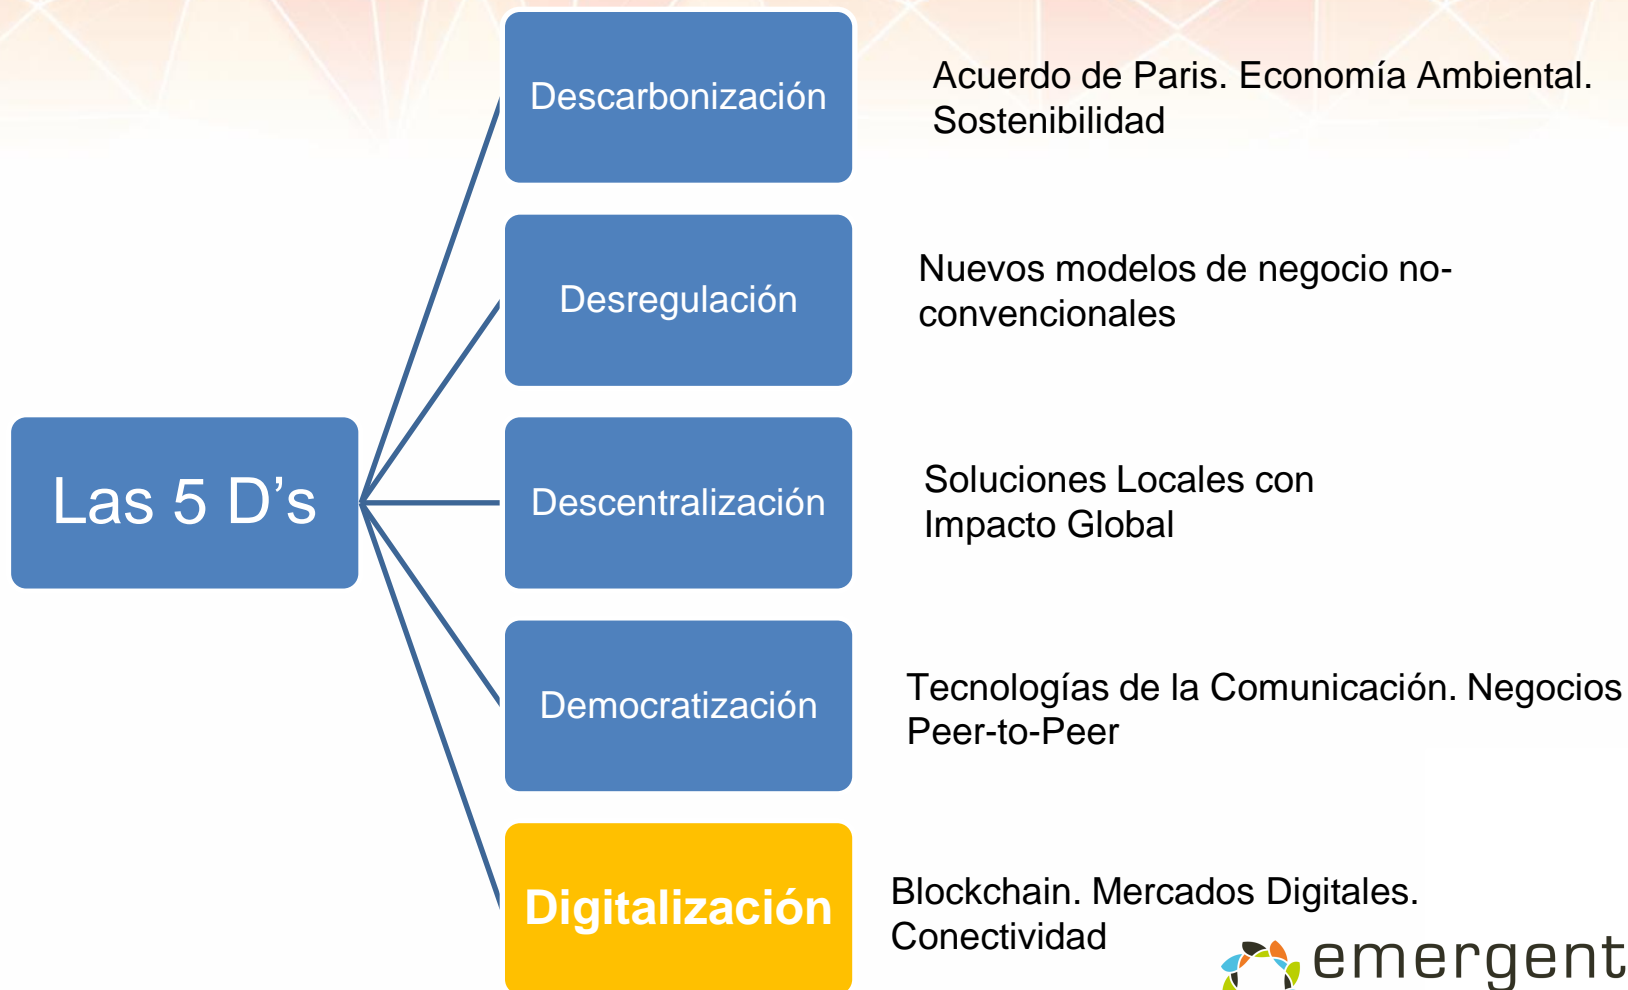 Las 5 D’s
Descarbonización
Acuerdo de Paris. Economía Ambiental.
Sostenibilidad
Desregulación
Nuevos modelos de negocio no-
convencionales
Descentralización
Soluciones Locales con
Impacto Global
Democratización
Tecnologías de la Comunicación. Negocios
Peer-to-Peer
Digitalización
Blockchain. Mercados Digitales.
Conectividad
emergent